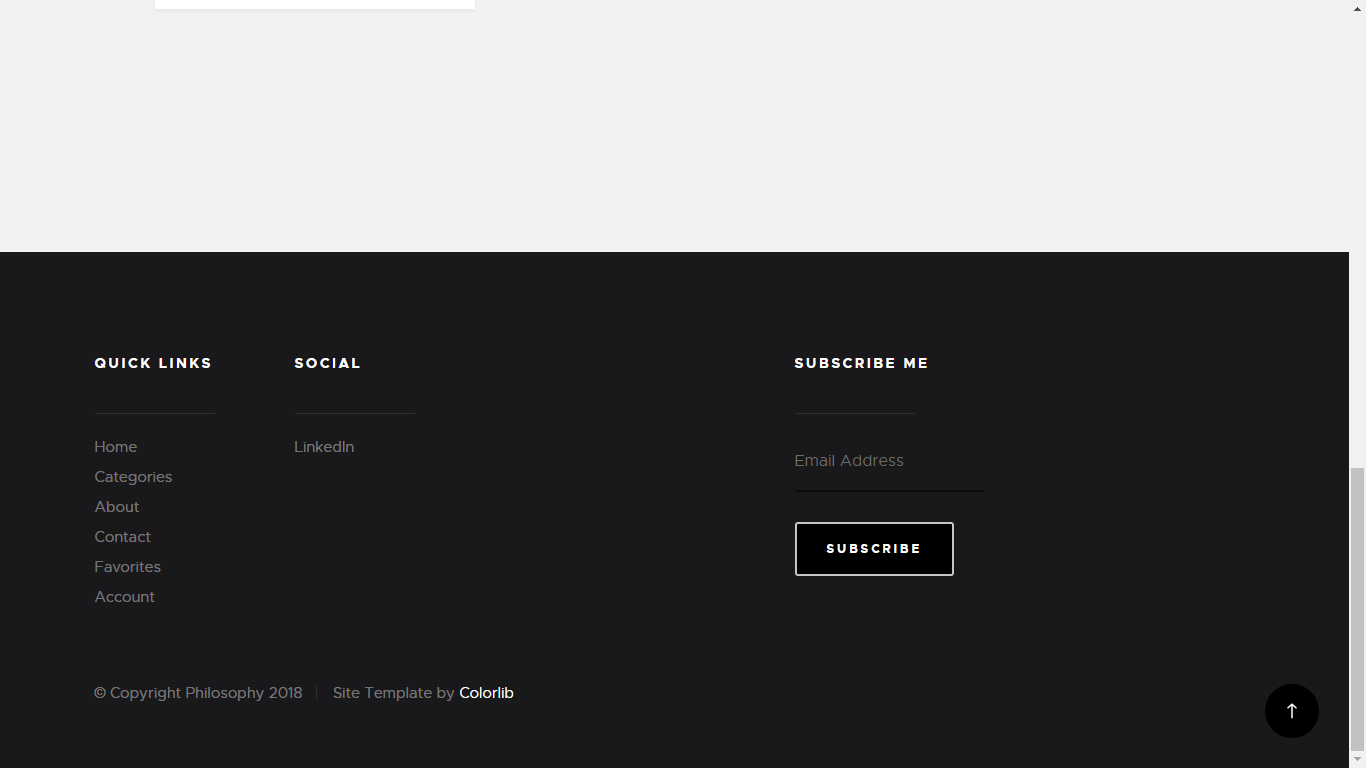 QUICK LINKS
Home
Categories
About
Contact
Favorites
Account
SOCIAL
LinkedIn
SUBSCRIBE ME
Email Address
SUBSCRIBE
© Copyright Philosophy 2018 | Site Template by Colorlib